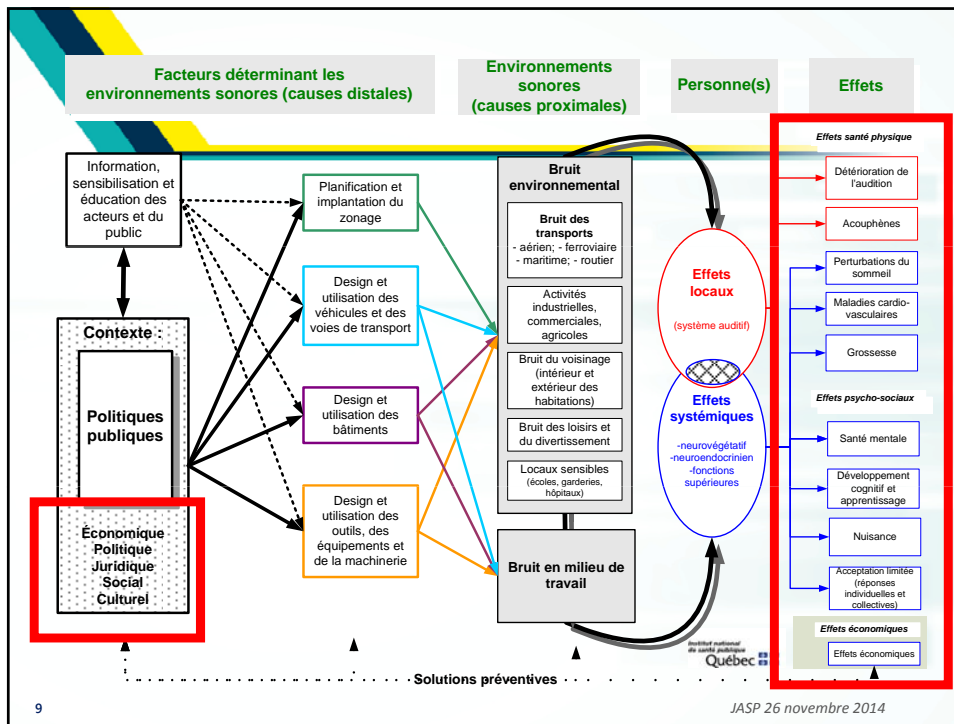 Facteurs déterminant les
environnements sonores (causes distales)
Environnements
sonores
(causes proximales)
Personne(s)
Effets
Information,
sensibilisation et
éducation des
acteurs et du
public
Contexte :
Politiques
publiques
Économique
Politique
Juridique
Social
Culturel
Planification et
implantation du
zonage
Design et
utilisation des
véhicules et des
voies de transport
Design et
utilisation des
bâtiments
Design et
utilisation des
outils, des
équipements et
de la machinerie
Bruit
environnemental
Bruit des
transports
- aérien; - ferroviaire
- maritime; - routier
Activités
industrielles,
commerciales,
agricoles
Bruit du voisinage
(intérieur et
extérieur des
habitations)
Bruit des loisirs et
du divertissement
Locaux sensibles
(écoles, garderies,
hôpitaux)
Bruit en milieu de
travail
Effets
locaux
(système auditif)
Effets
systémiques
-neurovégétatif
-neuroendocrinien
-fonctions
supérieures
Effets santé physique
Détérioration de
l'audition
Acouphènes
Perturbations du
sommeil
Maladies cardio-
vasculaires
Grossesse
Effets psycho-sociaux
Santé mentale
Développement
cognitif et
apprentissage
Nuisance
Acceptation limitée
(réponses
individuelles et
collectives)
Effets économiques
Effets économiques
Institut national
de santé publique
Québec
Solutions préventives
9
JASP 26 novembre 2014